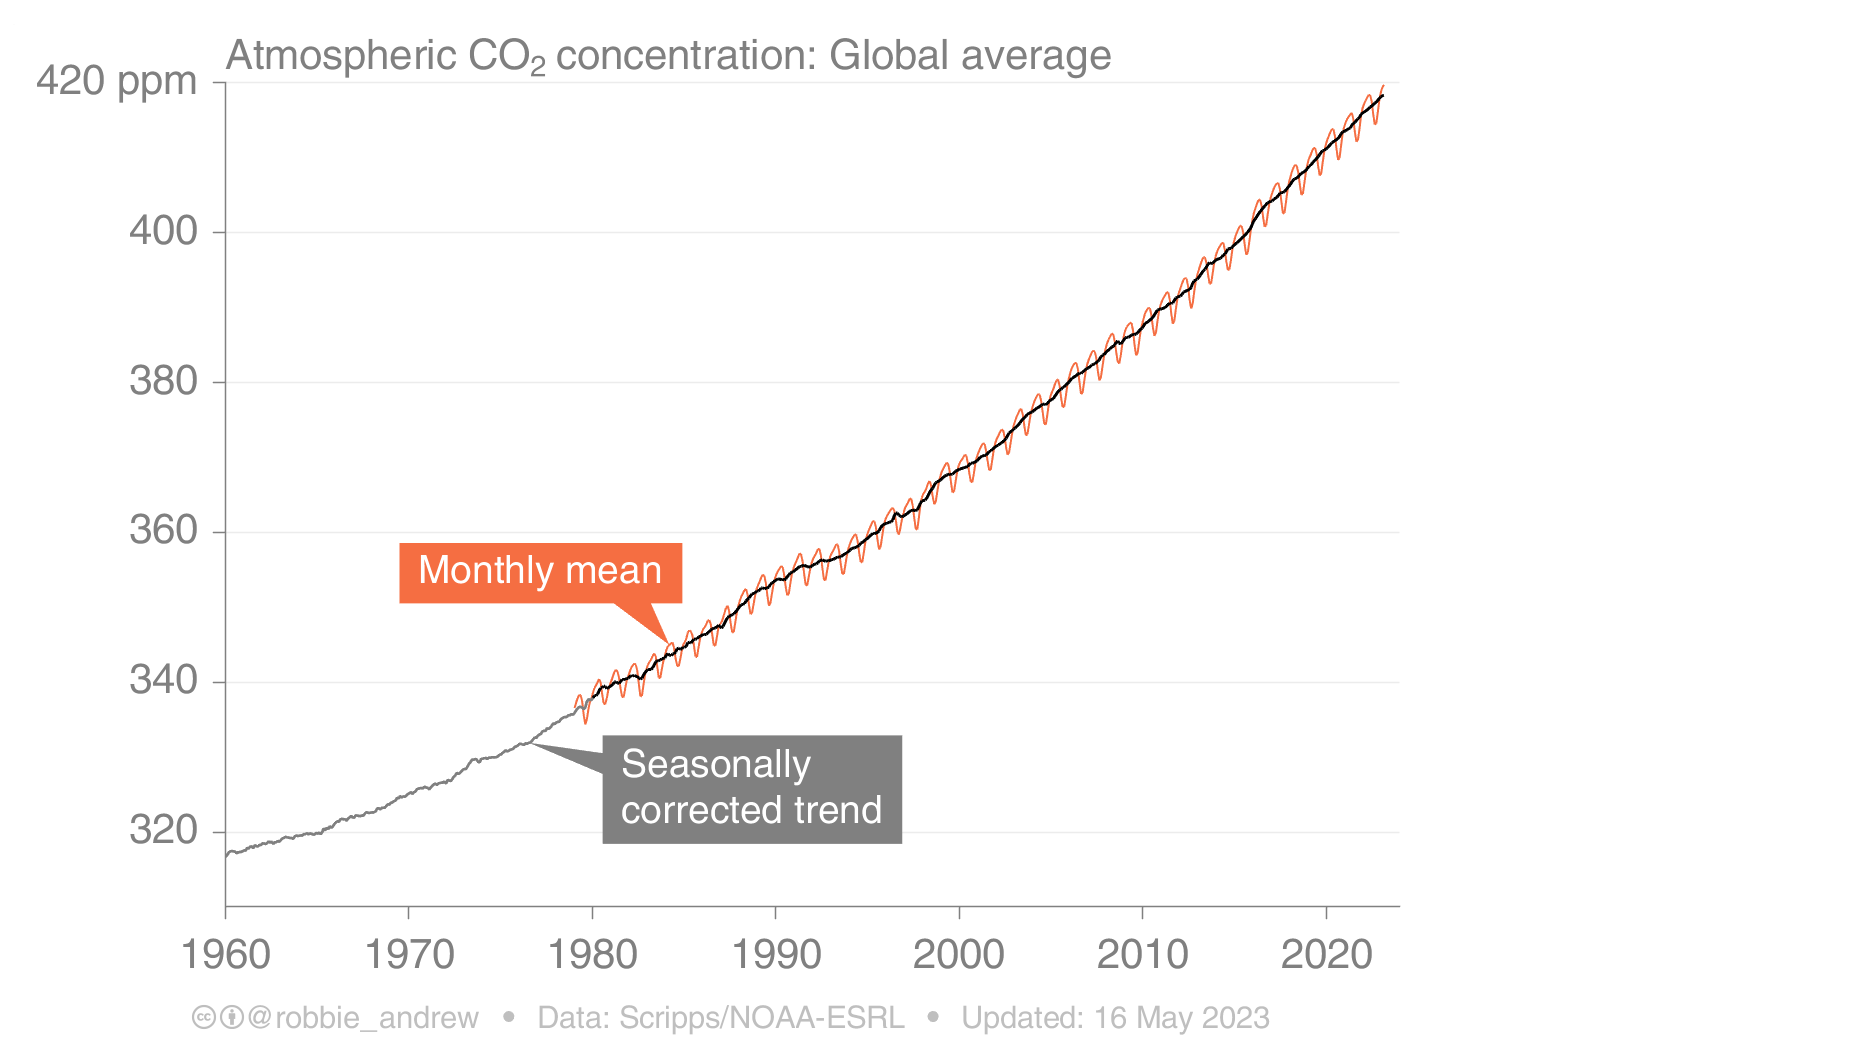 Atmospheric CO₂ concentration: Global average
420 ppm
400
380
360
340
320
Monthly mean
Seasonally
corrected trend
1960 1970 1980 1990 2000 2010 2020
cc @robbie_andrew • Data: Scripps/NOAA-ESRL • Updated: 16 May 2023